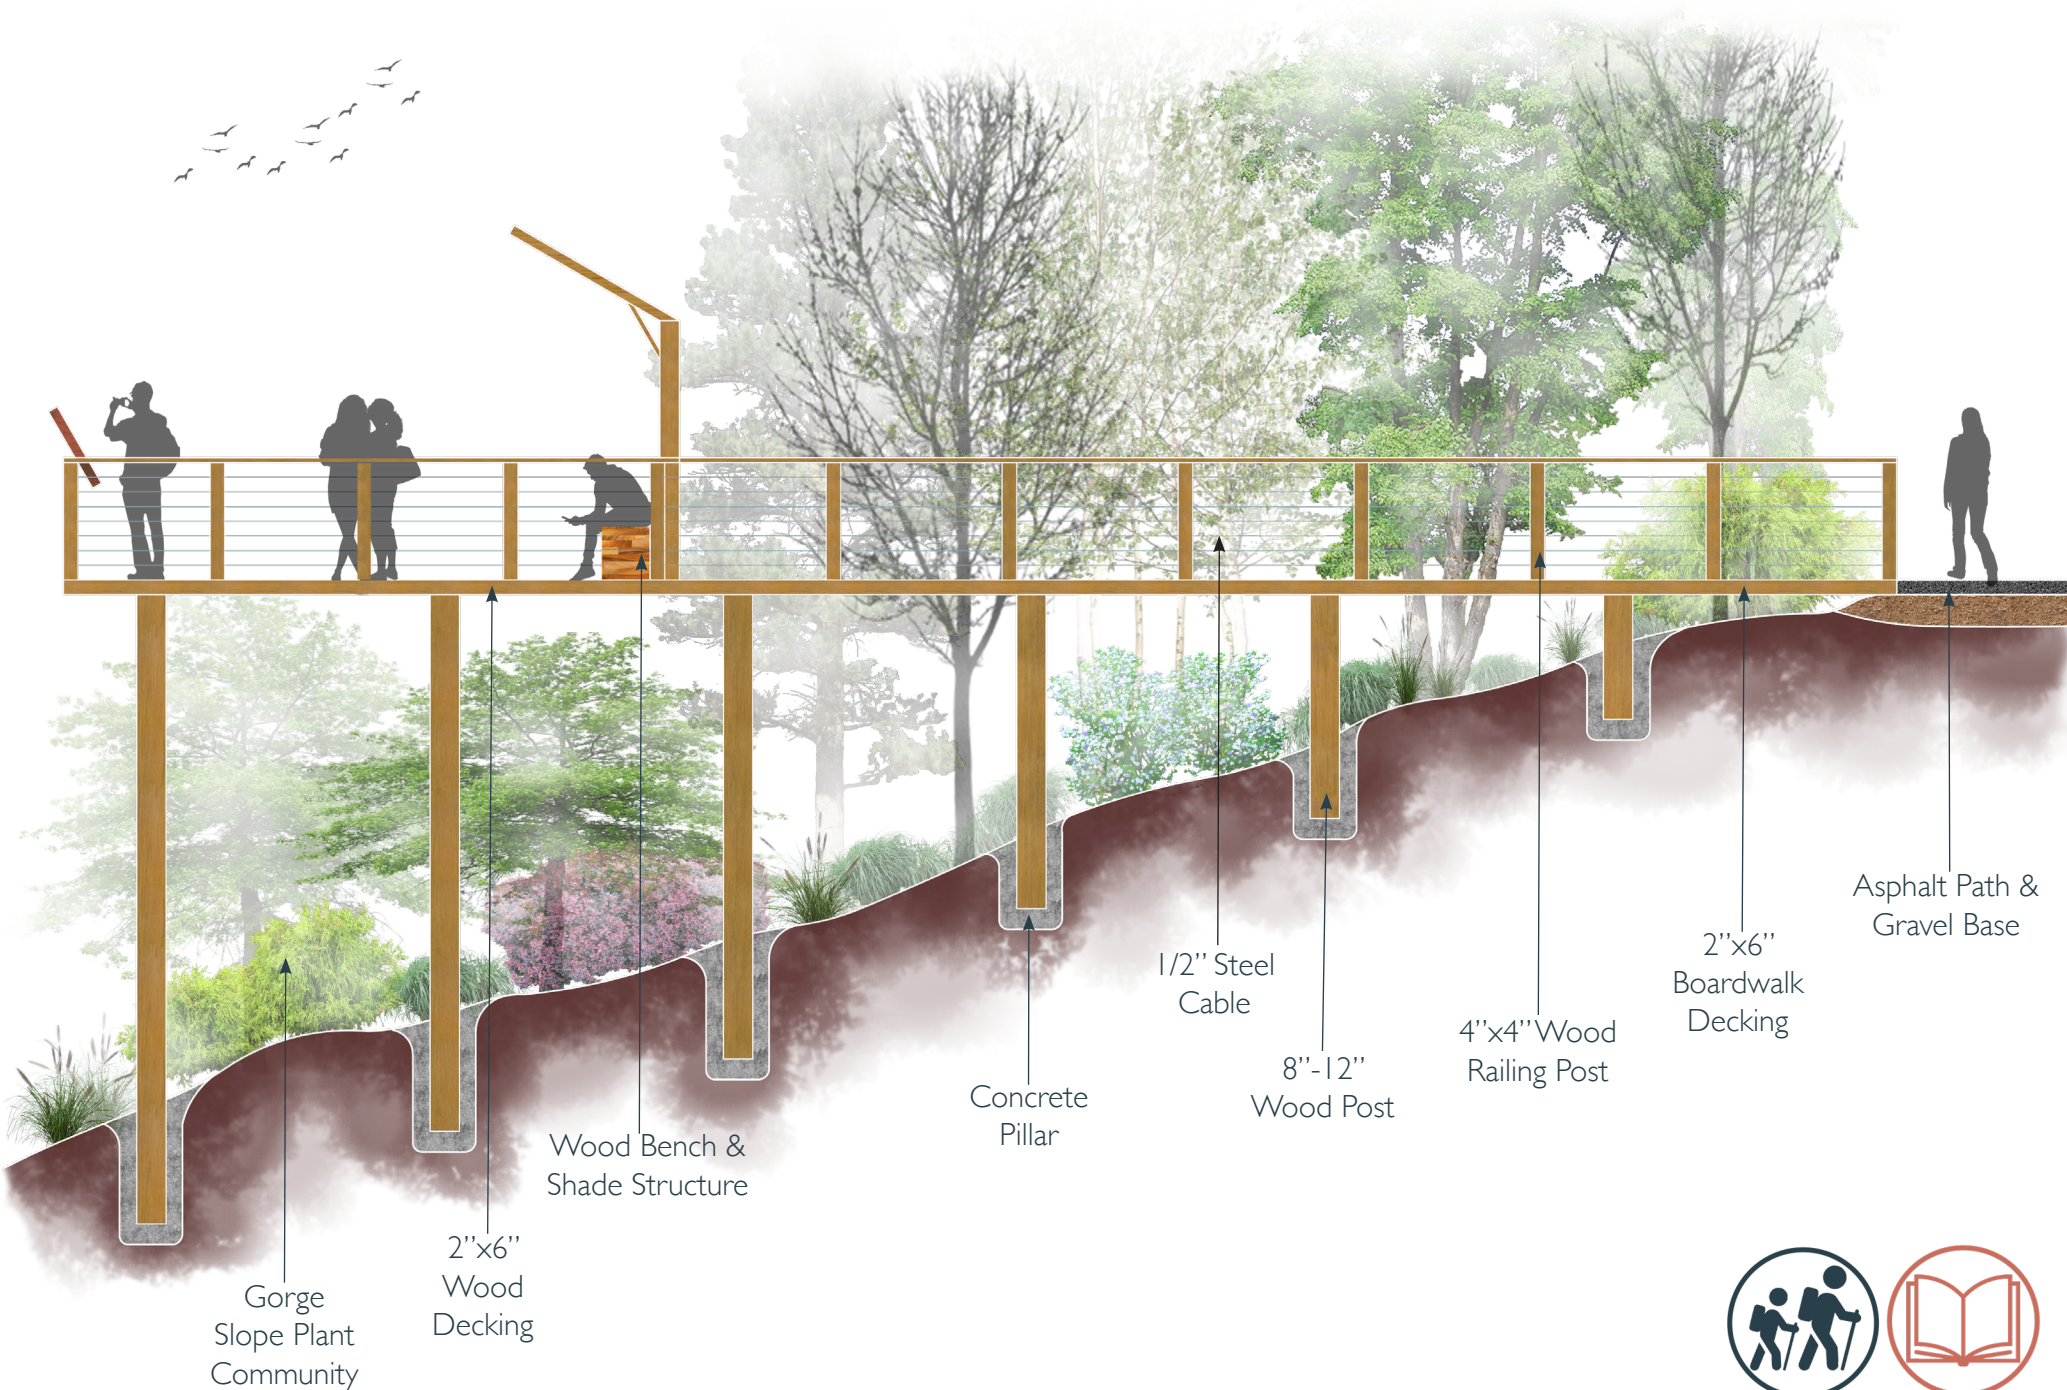 Asphalt Path &
Gravel Base
2’’x6’’
Boardwalk
Decking
1/2’’ Steel
Cable
4’’x4’’ Wood
Railing Post
8’’-12’’
Wood Post
Concrete
Pillar
Wood Bench &
Shade Structure
2’’x6’’
Wood
Decking
Gorge
Slope Plant
Community